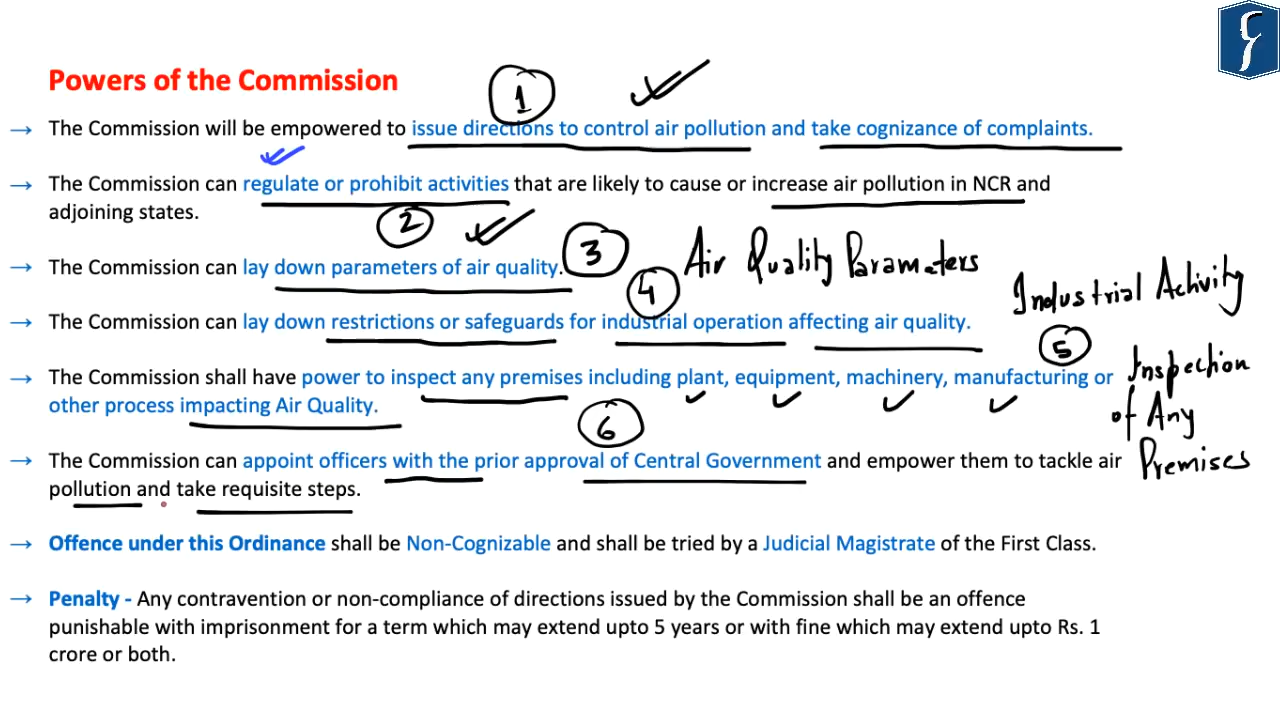 Powers of the Commission
1
→ The Commission will be empowered to issue directions to control air pollution and take cognizance of complaints.
→ The Commission can regulate or prohibit activities that are likely to cause or increase air pollution in NCR and
adjoining states.
2
→ The Commission can lay down parameters of air quality.
3
Air Quality Parameters
4
Industrial Activity
→ The Commission can lay down restrictions or safeguards for industrial operation affecting air quality.
5
→ The Commission shall have power to inspect any premises including plant, equipment, machinery, manufacturing or
other process impacting Air Quality.
Inspection
of Any
Premises
6
→ The Commission can appoint officers with the prior approval of Central Government and empower them to tackle air
pollution and take requisite steps.
→ Offence under this Ordinance shall be Non-Cognizable and shall be tried by a Judicial Magistrate of the First Class.
→ Penalty - Any contravention or non-compliance of directions issued by the Commission shall be an offence
punishable with imprisonment for a term which may extend upto 5 years or with fine which may extend upto Rs. 1
crore or both.